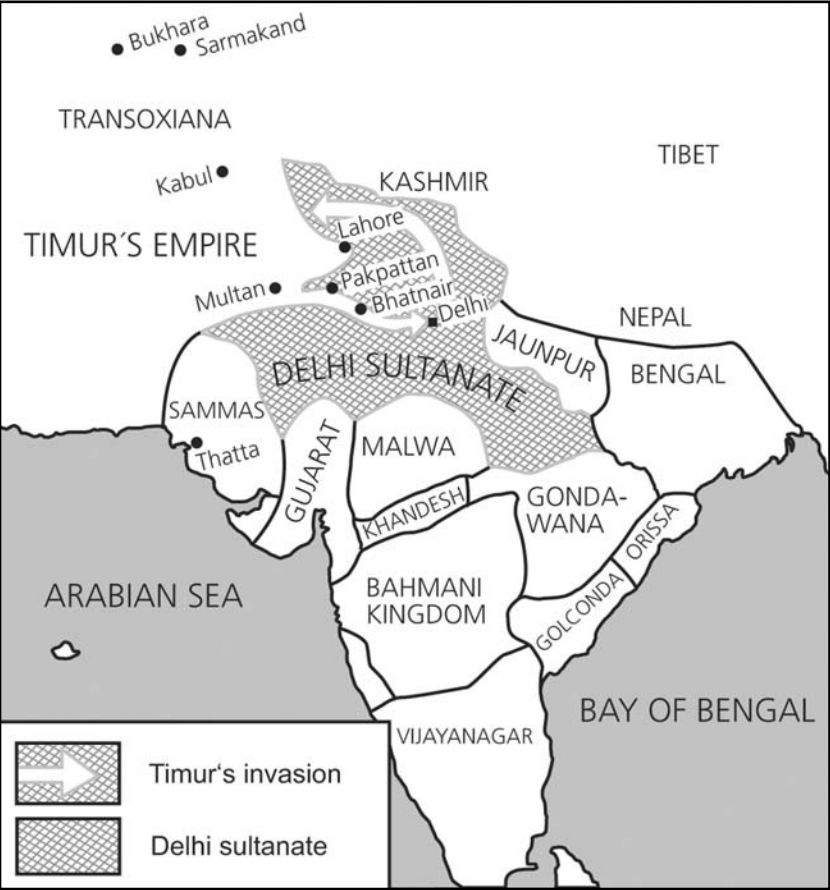 Bukhara
Sarmakand
TRANSOXIANA
TIBET
Kabul
KASHMIR
Lahore
TIMUR´S EMPIRE
Pakpattan
Multan
Bhatnair
Delhi
NEPAL
JAUNPUR
DELHI SULTANATE
BENGAL
SAMMAS
Thatta
GUJARAT
MALWA
KHANDESH
GONDA-
WANA
ORISSA
ARABIAN SEA
BAHMANI
KINGDOM
GOLCONDA
BAY OF BENGAL
VIJAYANAGAR
Timur‘s invasion
Delhi sultanate